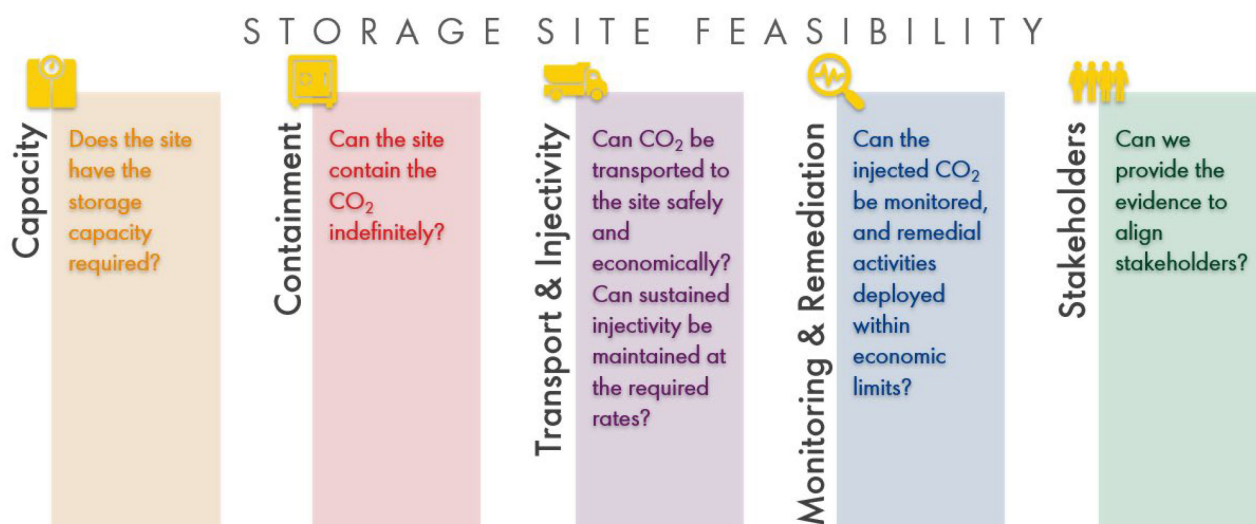 STORAGE SITE FEASIBILITY
Capacity
Does the site
have the
storage
capacity
required?
Containment
Can the site
contain the
CO₂
indefinitely?
Transport & Injectivity
Can CO₂ be
transported to
the site safely
and
economically?
Can sustained
injectivity be
maintained at
the required
rates?
Monitoring & Remediation
Can the
injected CO₂
be monitored,
and remedial
activities
deployed
within
economic
limits?
Stakeholders
Can we
provide the
evidence to
align
stakeholders?